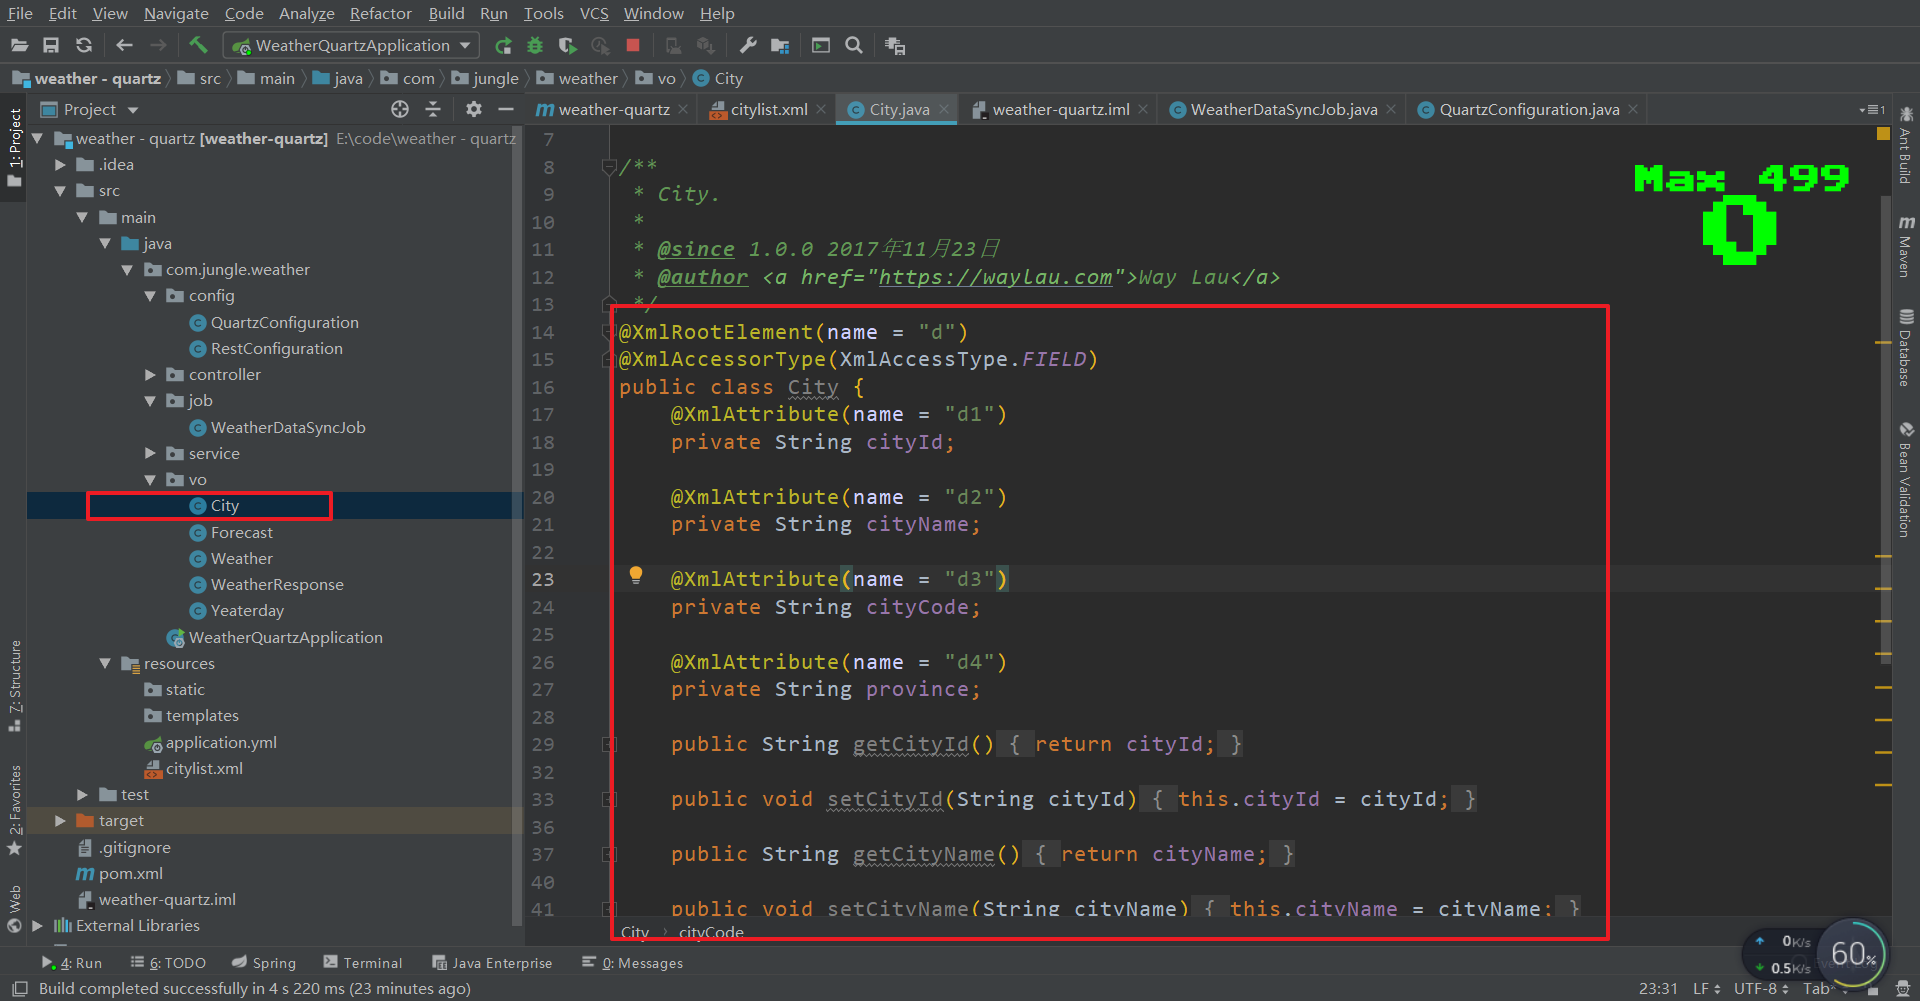 File Edit View Navigate Code Analyze Refactor Build Run Tools VCS Window Help
WeatherQuartzApplication
weather - quartz src main java com jungle weather vo City
Project
weather-quartz citylist.xml City.java weather-quartz.iml WeatherDataSyncJob.java QuartzConfiguration.java 1
1: Project
7: Structure
2: Favorites
Web
weather - quartz [weather-quartz] E:\code\weather - quartz
.idea
src
main
java
com.jungle.weather
config
QuartzConfiguration
RestConfiguration
controller
job
WeatherDataSyncJob
service
vo
City
Forecast
Weather
WeatherResponse
Yeaterday
WeatherQuartzApplication
resources
static
templates
application.yml
citylist.xml
test
target
.gitignore
pom.xml
weather-quartz.iml
External Libraries
7
8 /**
9 * City.
10 *
11 * @since 1.0.0 2017年11月23日
12 * @author <a href="https://waylau.com">Way Lau</a>
13 */
14 @XmlRootElement(name = "d")
15 @XmlAccessorType(XmlAccessType.FIELD)
16 public class City {
17 @XmlAttribute(name = "d1")
18 private String cityId;
19
20 @XmlAttribute(name = "d2")
21 private String cityName;
22
23 @XmlAttribute(name = "d3")
24 private String cityCode;
25
26 @XmlAttribute(name = "d4")
27 private String province;
28
29 public String getCityId() { return cityId; }
32
33 public void setCityId(String cityId) { this.cityId = cityId; }
36
37 public String getCityName() { return cityName; }
40
41 public void setCityName(String cityName) { this.cityName = cityName; }
City cityCode
Max 499
0
Ant Build
Maven
Database
Bean Validation
0K/s
0.5K/s
60%
4: Run 6: TODO Spring Terminal Java Enterprise 0: Messages
Build completed successfully in 4 s 220 ms (23 minutes ago)
23:31 LF UTF-8 Tab